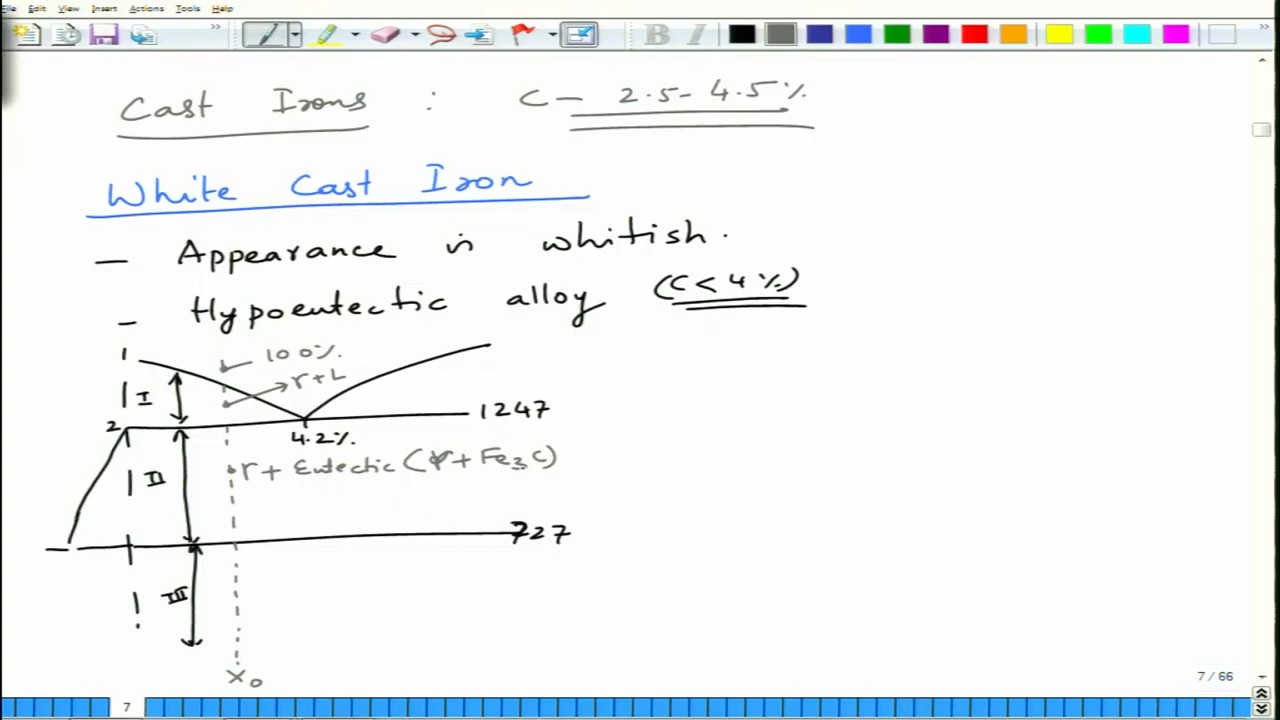 File Edit View Insert Actions Tools Help
Cast Irons : C - 2.5 - 4.5%
White Cast Iron
- Appearance is whitish.
- Hypoeutectic alloy (C < 4%)
1
100%.
I
r+L
2
1247
4.2%.
II
r + Eutectic (r + Fe3C)
727
III
x0
7 / 66
7